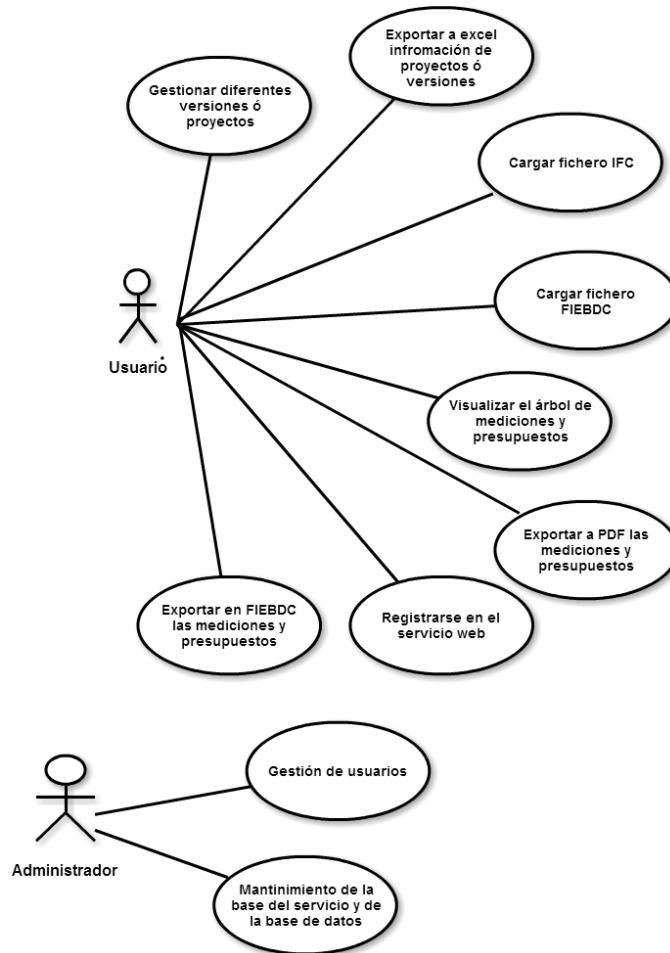 Exportar a excel
infromación de
proyectos ó
versiones
Gestionar diferentes
versiones ó
proyectos
Cargar fichero IFC
Cargar fichero
FIEBDC
Usuario
Visualizar el árbol de
mediciones y
presupuestos
Exportar a PDF las
mediciones y
presupuestos
Exportar en FIEBDC
las mediciones y
presupuestos
Registrarse en el
servicio web
Gestión de usuarios
Administrador
Mantinimiento de la
base del servicio y de
la base de datos